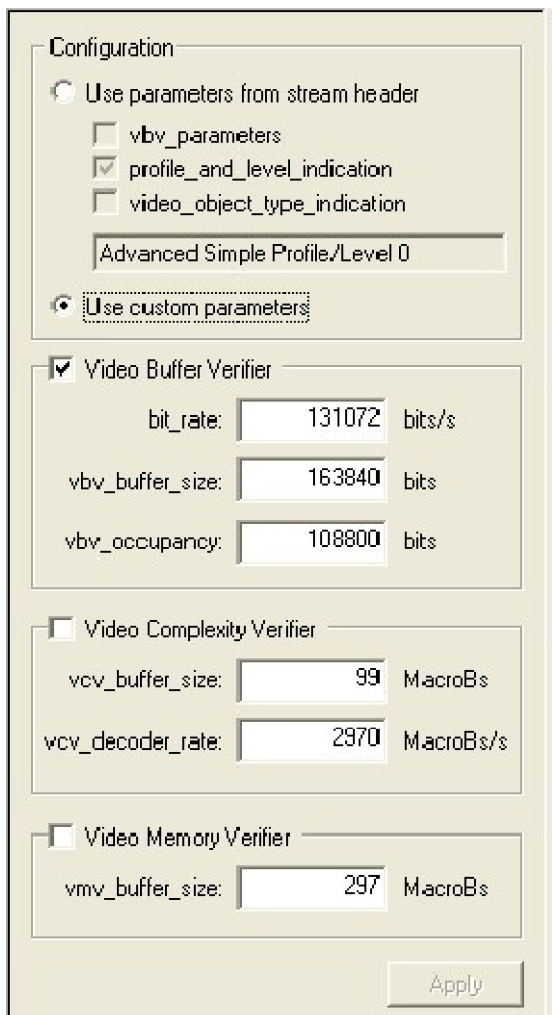 Configuration
Use parameters from stream header
vbv_parameters
profile_and_level_indication
video_object_type_indication
Advanced Simple Profile/Level 0
Use custom parameters
Video Buffer Verifier
bit_rate: 131072 bits/s
vbv_buffer_size: 163840 bits
vbv_occupancy: 108800 bits
Video Complexity Verifier
vcv_buffer_size: 99 MacroBs
vcv_decoder_rate: 2970 MacroBs/s
Video Memory Verifier
vmv_buffer_size: 297 MacroBs
Apply